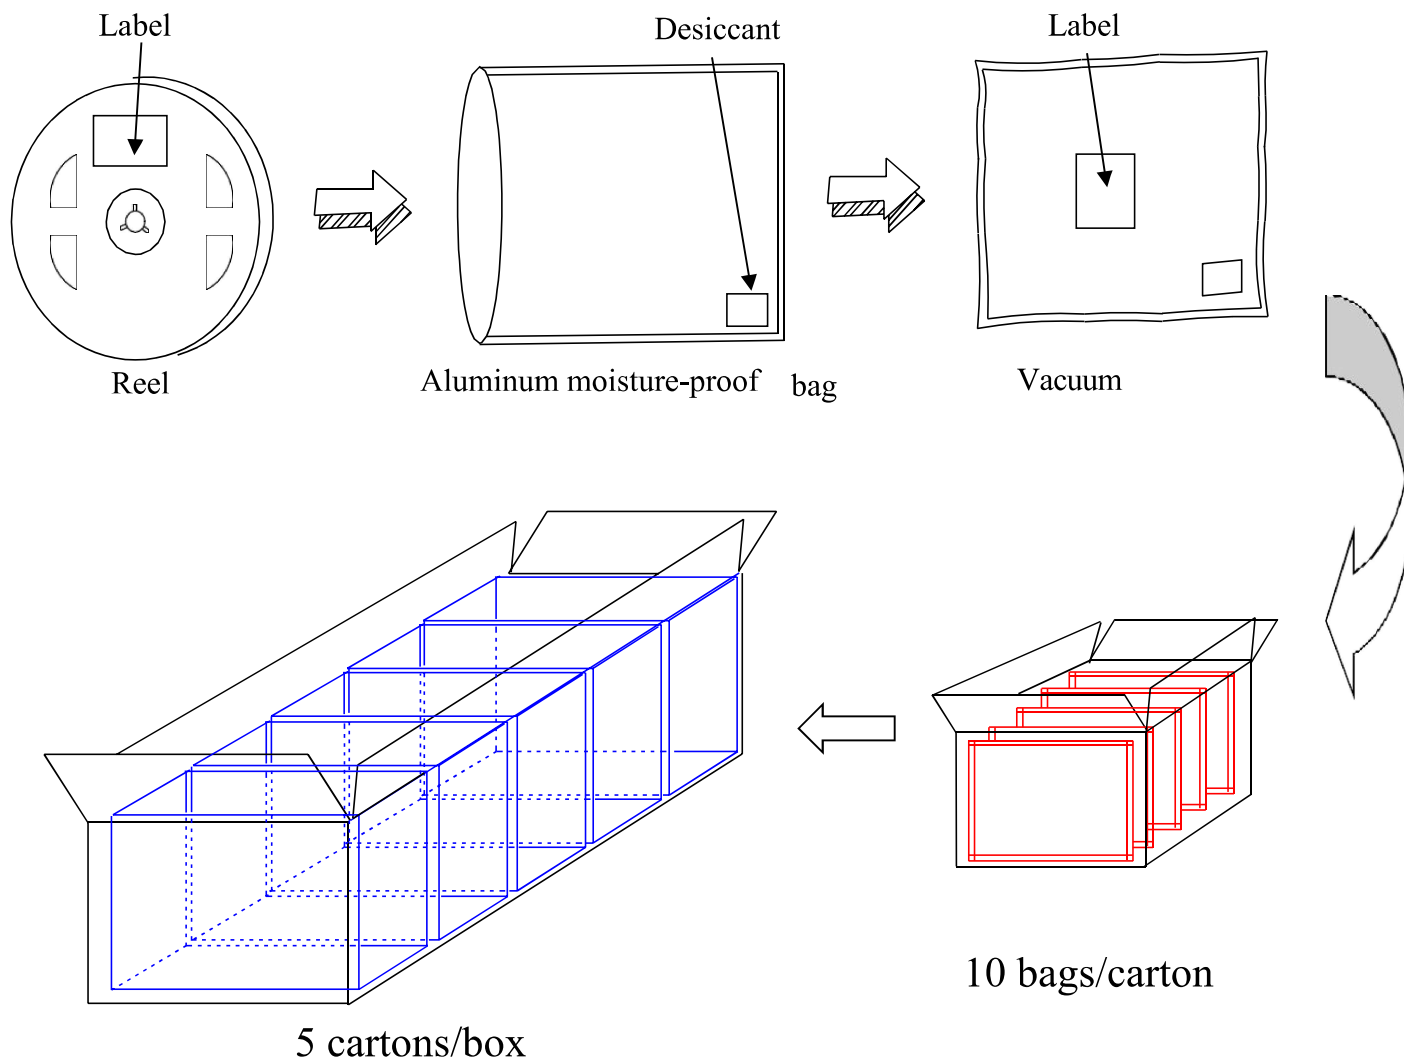 Label
Desiccant
Label
Reel
Aluminum moisture-proof bag
Vacuum
10 bags/carton
5 cartons/box